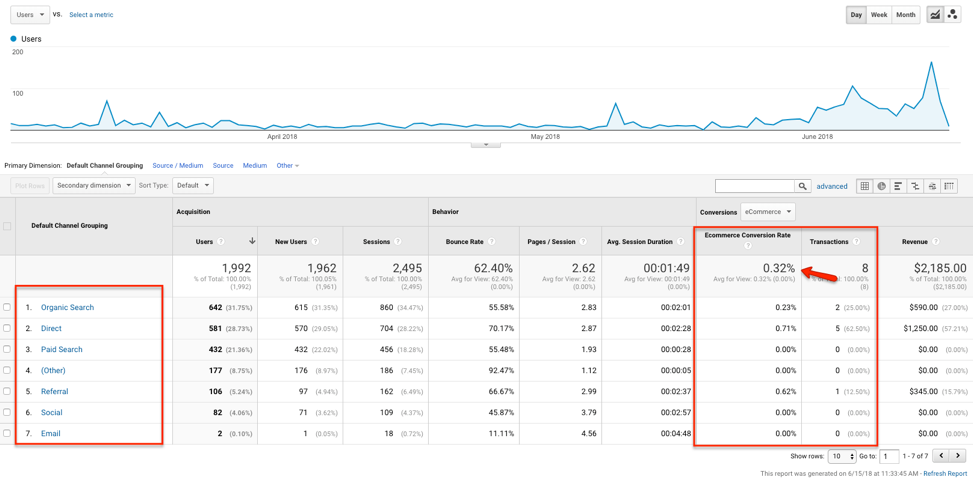 Users vs. Select a metric Day Week Month
Users
200
100
April 2018 May 2018 June 2018
Primary Dimension: Default Channel Grouping Source / Medium Source Medium Other
Plot Rows Secondary dimension Sort Type: Default advanced
Default Channel Grouping Acquisition Behavior Conversions eCommerce
Users ? New Users ? Sessions ? Bounce Rate ? Pages / Session ? Avg. Session Duration ? Ecommerce Conversion Rate ? Transactions ? Revenue ?
1,992 1,962 2,495 62.40% 2.62 00:01:49 0.32% 8 $2,185.00
% of Total: 100.00% (1,992) % of Total: 100.05% (1,961) % of Total: 100.00% (2,495) Avg for View: 62.40% (0.00%) Avg for View: 2.62 (0.00%) Avg for View: 00:01:49 (0.00%) Avg for View: 0.32% (0.00%) % of Total: 100.00% (8) % of Total: 100.00% ($2,185.00)
1. Organic Search 642 (31.75%) 615 (31.35%) 860 (34.47%) 55.58% 2.83 00:02:01 0.23% 2 (25.00%) $590.00 (27.00%)
2. Direct 581 (28.73%) 570 (29.05%) 704 (28.22%) 70.17% 2.87 00:02:28 0.71% 5 (62.50%) $1,250.00 (57.21%)
3. Paid Search 432 (21.36%) 432 (22.02%) 456 (18.28%) 55.48% 1.93 00:00:28 0.00% 0 (0.00%) $0.00 (0.00%)
4. (Other) 177 (8.75%) 176 (8.97%) 186 (7.45%) 92.47% 1.12 00:00:05 0.00% 0 (0.00%) $0.00 (0.00%)
5. Referral 106 (5.24%) 97 (4.94%) 162 (6.49%) 66.67% 2.99 00:02:37 0.62% 1 (12.50%) $345.00 (15.79%)
6. Social 82 (4.06%) 71 (3.62%) 109 (4.37%) 45.87% 3.79 00:02:57 0.00% 0 (0.00%) $0.00 (0.00%)
7. Email 2 (0.10%) 1 (0.05%) 18 (0.72%) 11.11% 4.56 00:04:48 0.00% 0 (0.00%) $0.00 (0.00%)
Show rows: 10 Go to: 1 1 - 7 of 7
This report was generated on 6/15/18 at 11:33:45 AM - Refresh Report